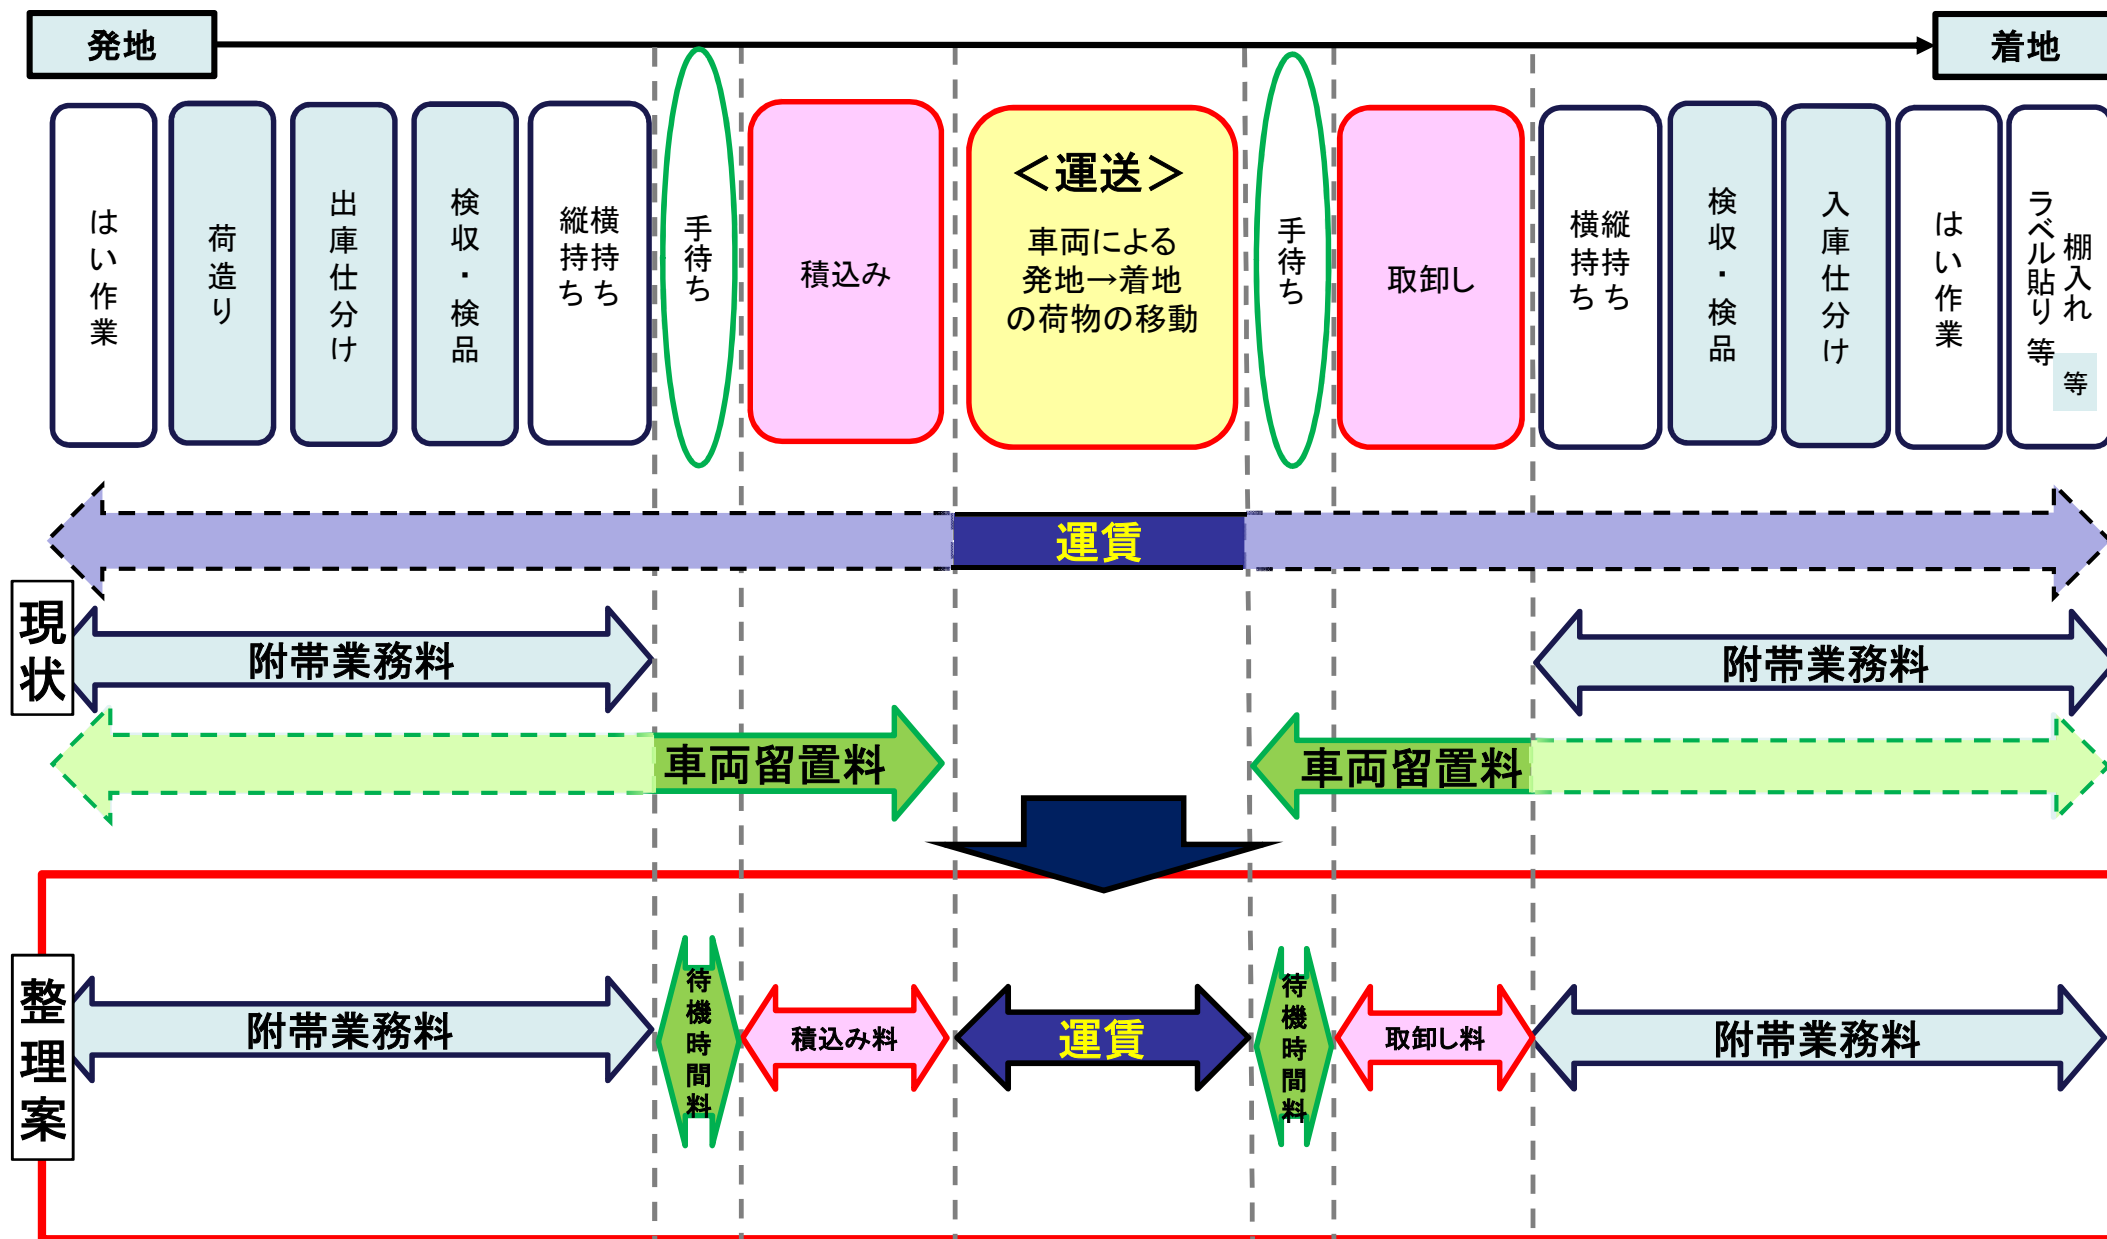 発地
着地
はい作業
荷造り
出庫仕分け
検収・検品
横持ち
縦持ち
手待ち
積込み
＜運送＞
車両による
発地→着地
の荷物の移動
手待ち
取卸し
縦持ち
横持ち
検収・検品
入庫仕分け
はい作業
棚入れ
ラベル貼り等
等
運賃
現状
附帯業務料
附帯業務料
車両留置料
車両留置料
整理案
附帯業務料
待機時間料
積込み料
運賃
待機時間料
取卸し料
附帯業務料